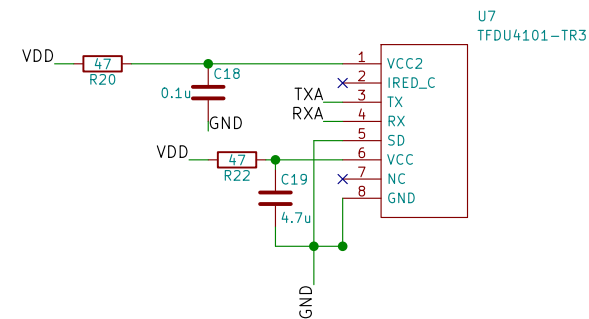 U7
TFDU4101-TR3
VDD
47
R20
C18
0.1u
GND
1
VCC2
2
IRED_C
TXA
3
TX
RXA
4
RX
5
SD
VDD
47
R22
6
VCC
C19
4.7u
7
NC
8
GND
GND